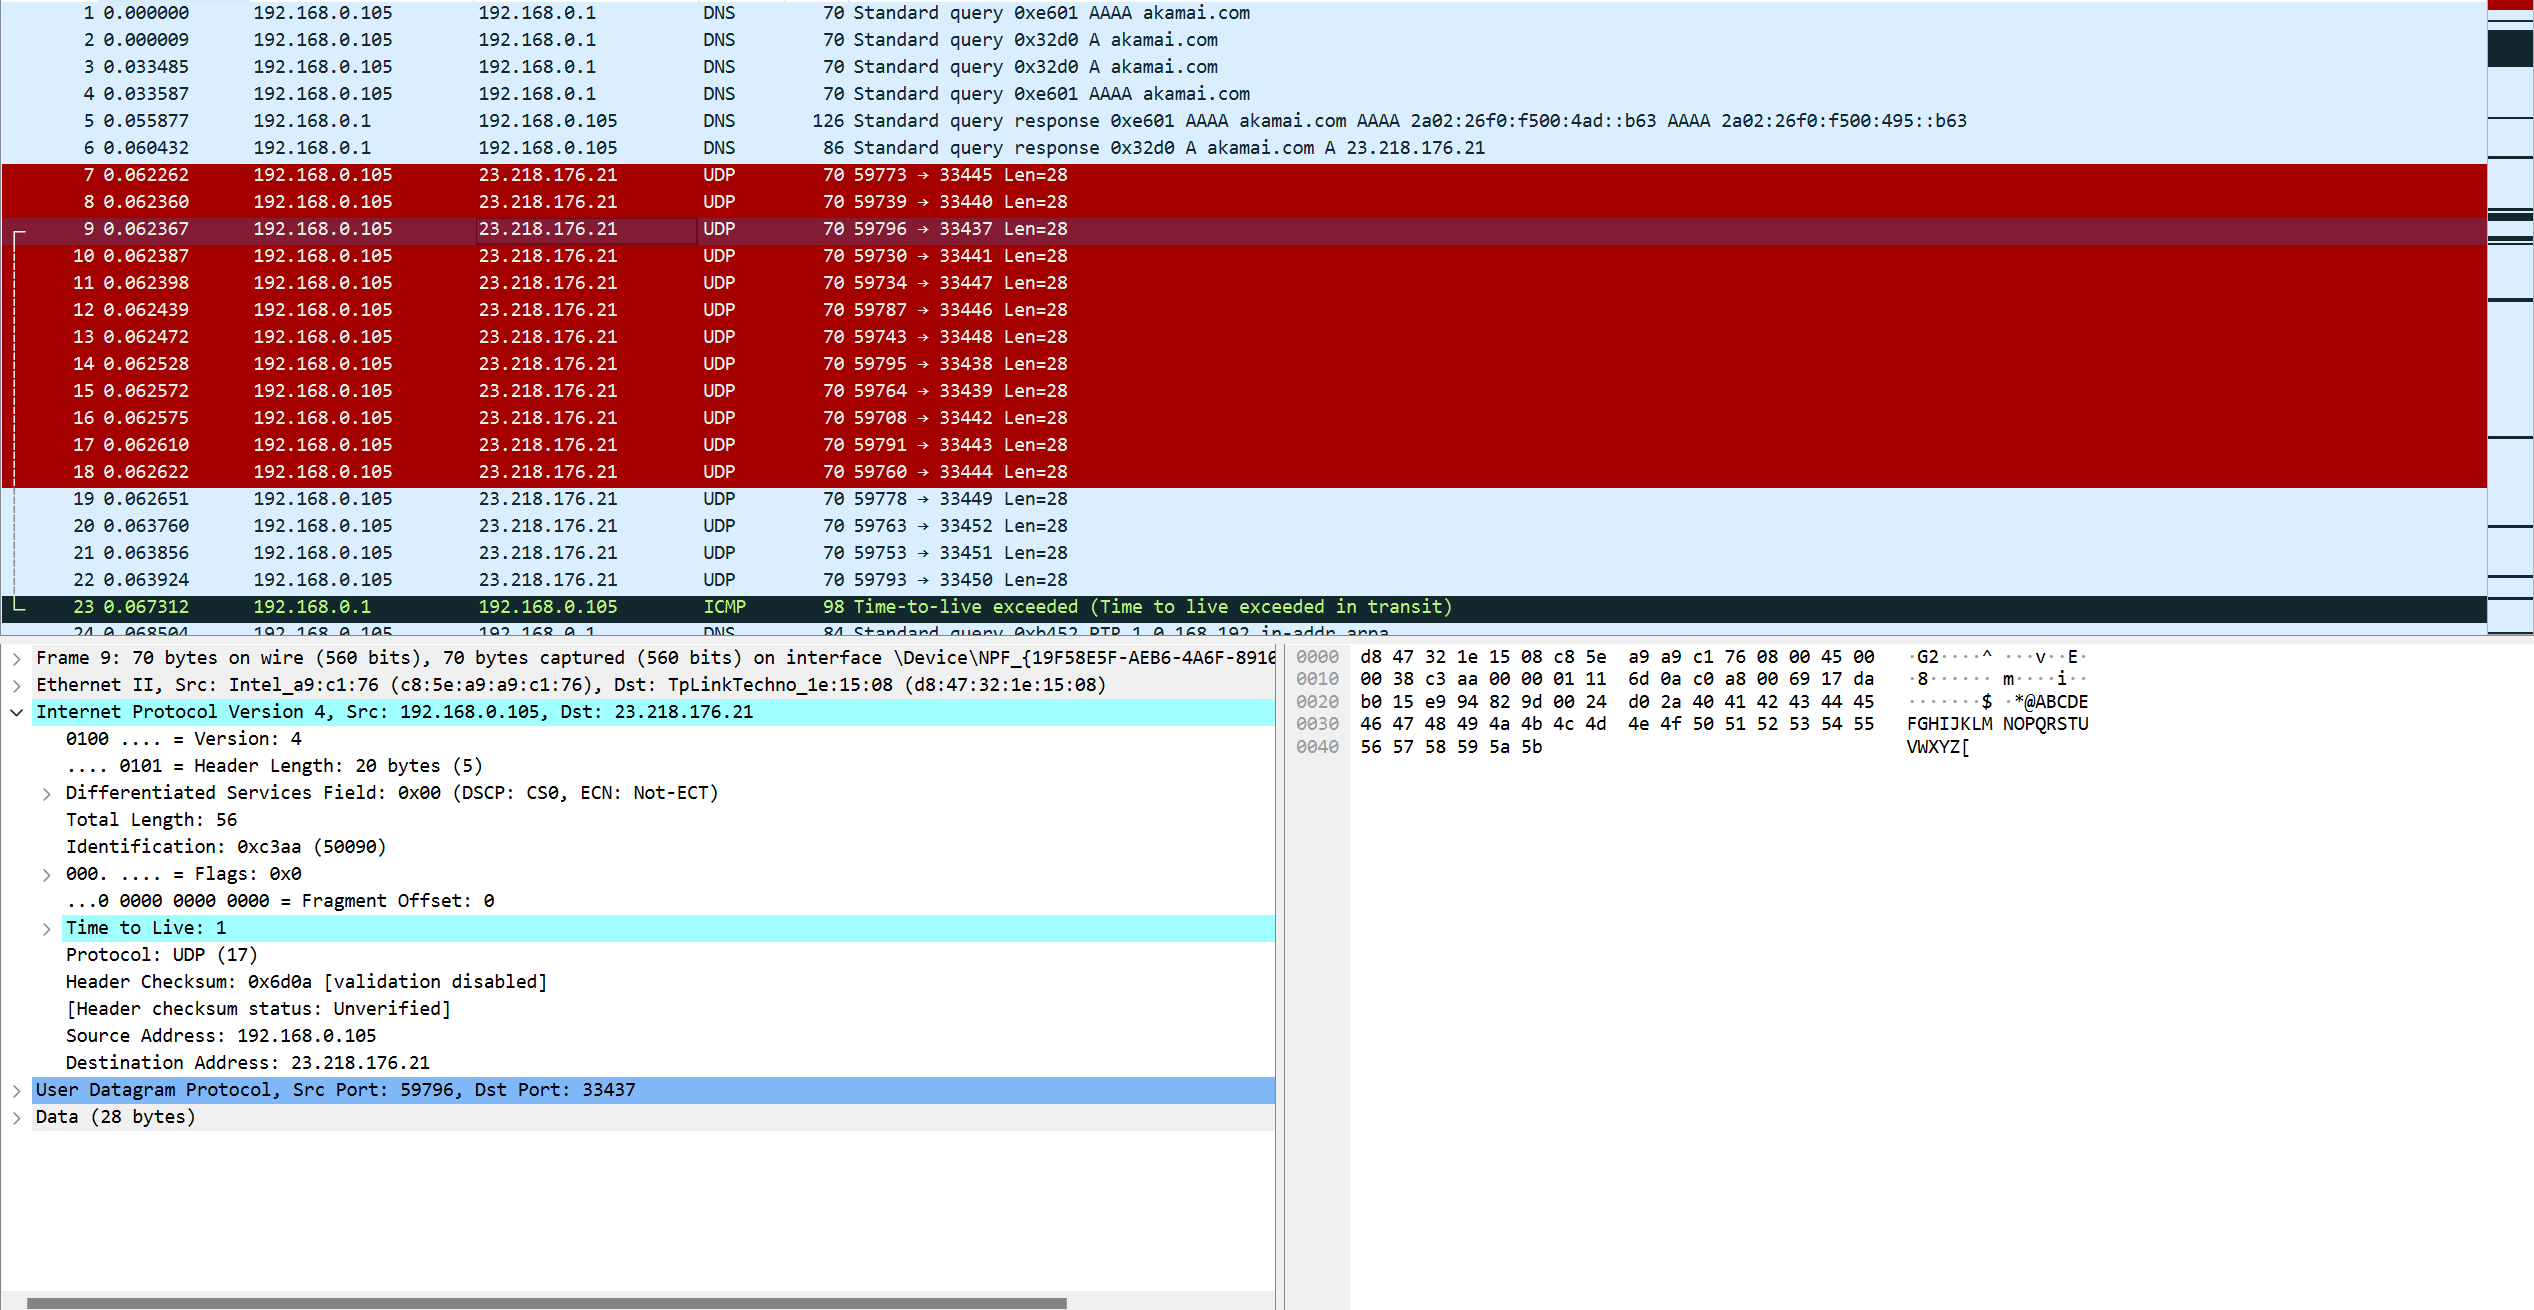 1 0.000000 192.168.0.105 192.168.0.1 DNS 70 Standard query 0xe601 AAAA akamai.com
2 0.000009 192.168.0.105 192.168.0.1 DNS 70 Standard query 0x32d0 A akamai.com
3 0.033485 192.168.0.105 192.168.0.1 DNS 70 Standard query 0x32d0 A akamai.com
4 0.033587 192.168.0.105 192.168.0.1 DNS 70 Standard query 0xe601 AAAA akamai.com
5 0.055877 192.168.0.1 192.168.0.105 DNS 126 Standard query response 0xe601 AAAA akamai.com AAAA 2a02:26f0:f500:4ad::b63 AAAA 2a02:26f0:f500:495::b63
6 0.060432 192.168.0.1 192.168.0.105 DNS 86 Standard query response 0x32d0 A akamai.com A 23.218.176.21
7 0.062262 192.168.0.105 23.218.176.21 UDP 70 59773 → 33445 Len=28
8 0.062360 192.168.0.105 23.218.176.21 UDP 70 59739 → 33440 Len=28
9 0.062367 192.168.0.105 23.218.176.21 UDP 70 59796 → 33437 Len=28
10 0.062387 192.168.0.105 23.218.176.21 UDP 70 59730 → 33441 Len=28
11 0.062398 192.168.0.105 23.218.176.21 UDP 70 59734 → 33447 Len=28
12 0.062439 192.168.0.105 23.218.176.21 UDP 70 59787 → 33446 Len=28
13 0.062472 192.168.0.105 23.218.176.21 UDP 70 59743 → 33448 Len=28
14 0.062528 192.168.0.105 23.218.176.21 UDP 70 59795 → 33438 Len=28
15 0.062572 192.168.0.105 23.218.176.21 UDP 70 59764 → 33439 Len=28
16 0.062575 192.168.0.105 23.218.176.21 UDP 70 59708 → 33442 Len=28
17 0.062610 192.168.0.105 23.218.176.21 UDP 70 59791 → 33443 Len=28
18 0.062622 192.168.0.105 23.218.176.21 UDP 70 59760 → 33444 Len=28
19 0.062651 192.168.0.105 23.218.176.21 UDP 70 59778 → 33449 Len=28
20 0.063760 192.168.0.105 23.218.176.21 UDP 70 59763 → 33452 Len=28
21 0.063856 192.168.0.105 23.218.176.21 UDP 70 59753 → 33451 Len=28
22 0.063924 192.168.0.105 23.218.176.21 UDP 70 59793 → 33450 Len=28
23 0.067312 192.168.0.1 192.168.0.105 ICMP 98 Time-to-live exceeded (Time to live exceeded in transit)
24 0.068504 192.168.0.105 192.168.0.1 DNS 84 Standard query 0xb452 PTR 1.0.168.192.in-addr.arpa
Frame 9: 70 bytes on wire (560 bits), 70 bytes captured (560 bits) on interface \Device\NPF_{19F58E5F-AEB6-4A6F-8910
Ethernet II, Src: Intel_a9:c1:76 (c8:5e:a9:a9:c1:76), Dst: TpLinkTechno_1e:15:08 (d8:47:32:1e:15:08)
Internet Protocol Version 4, Src: 192.168.0.105, Dst: 23.218.176.21
0100 .... = Version: 4
.... 0101 = Header Length: 20 bytes (5)
Differentiated Services Field: 0x00 (DSCP: CS0, ECN: Not-ECT)
Total Length: 56
Identification: 0xc3aa (50090)
000. .... = Flags: 0x0
...0 0000 0000 0000 = Fragment Offset: 0
Time to Live: 1
Protocol: UDP (17)
Header Checksum: 0x6d0a [validation disabled]
[Header checksum status: Unverified]
Source Address: 192.168.0.105
Destination Address: 23.218.176.21
User Datagram Protocol, Src Port: 59796, Dst Port: 33437
Data (28 bytes)
0000 d8 47 32 1e 15 08 c8 5e a9 a9 c1 76 08 00 45 00 ·G2····^ ···v··E·
0010 00 38 c3 aa 00 00 01 11 6d 0a c0 a8 00 69 17 da ·8······ m····i··
0020 b0 15 e9 94 82 9d 00 24 d0 2a 40 41 42 43 44 45 ·······$ ·*@ABCDE
0030 46 47 48 49 4a 4b 4c 4d 4e 4f 50 51 52 53 54 55 FGHIJKLM NOPQRSTU
0040 56 57 58 59 5a 5b VWXYZ[